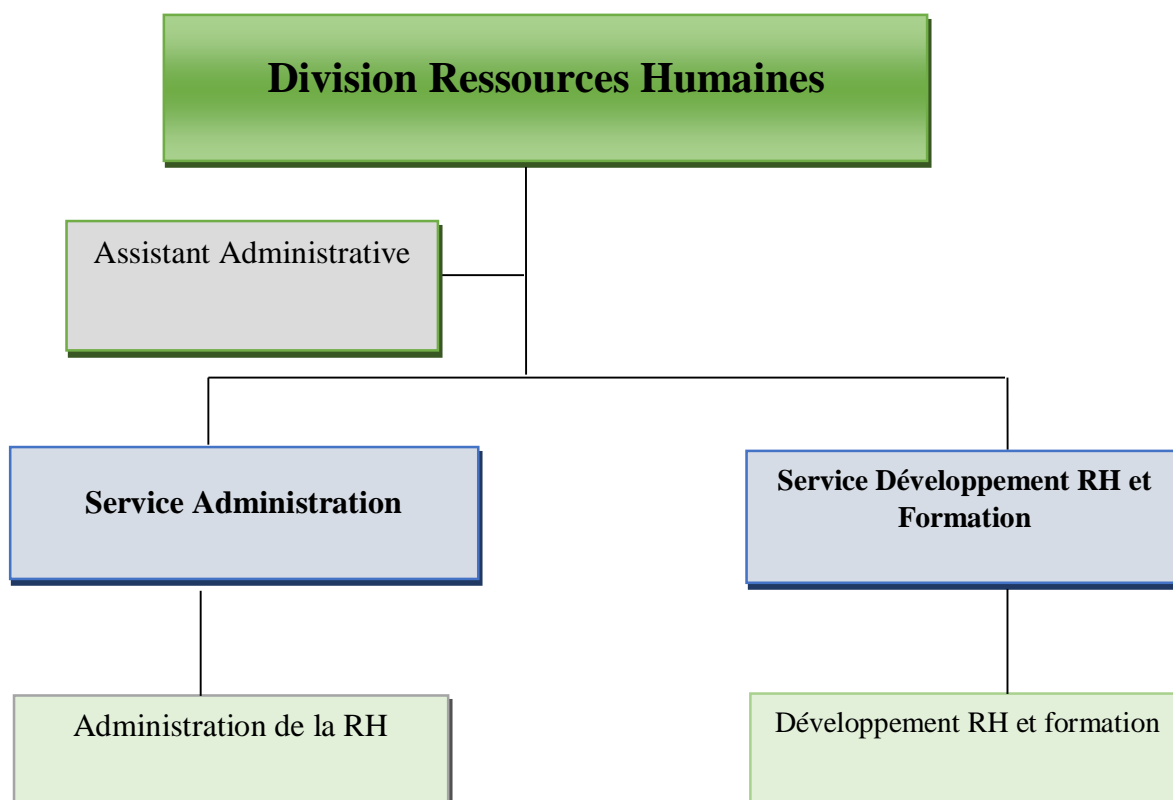 Division Ressources Humaines
Assistant Administrative
Service Administration
Service Développement RH et
Formation
Administration de la RH
Développement RH et formation